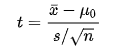 t = \frac{\bar{x} - \mu_0}{s / \sqrt{n}}